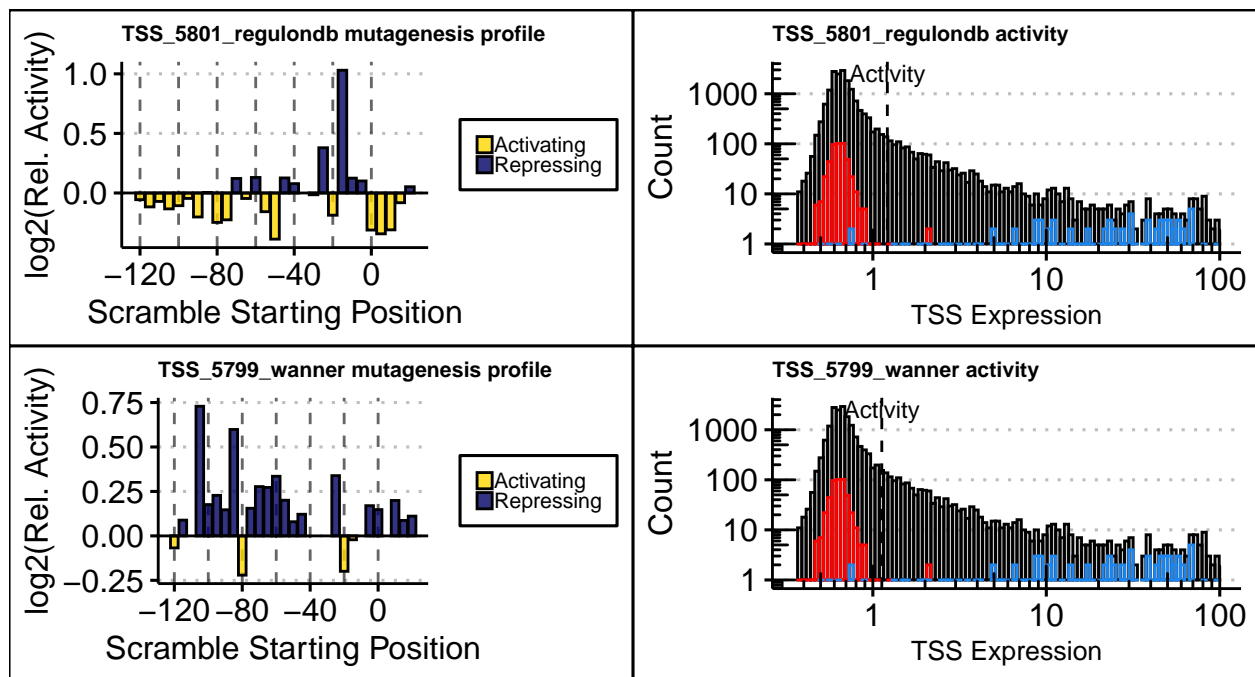 TSS_5801_regulondb mutagenesis profile
log2(Rel. Activity)
1.0
0.5
0.0
−120 −80 −40 0
Scramble Starting Position
Activating
Repressing
TSS_5801_regulondb activity
Activity
Count
1000
100
10
1
1 10 100
TSS Expression
TSS_5799_wanner mutagenesis profile
log2(Rel. Activity)
0.75
0.50
0.25
0.00
−0.25
−120 −80 −40 0
Scramble Starting Position
Activating
Repressing
TSS_5799_wanner activity
Activity
Count
1000
100
10
1
1 10 100
TSS Expression